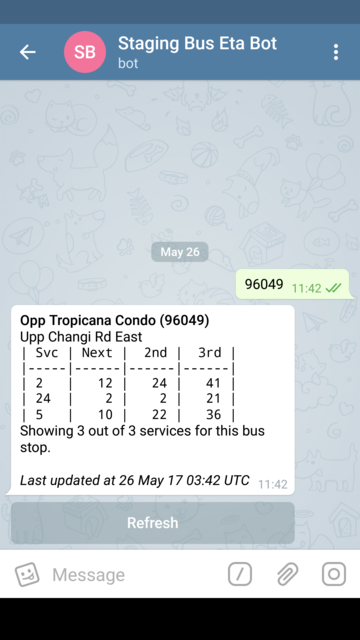 SB
Staging Bus Eta Bot
bot
May 26
96049 11:42
Opp Tropicana Condo (96049)
Upp Changi Rd East
| Svc | Next | 2nd | 3rd |
|-----|------|------|------|
| 2 | 12 | 24 | 41 |
| 24 | 2 | 2 | 21 |
| 5 | 10 | 22 | 36 |
Showing 3 out of 3 services for this bus
stop.
Last updated at 26 May 17 03:42 UTC 11:42
Refresh
Message